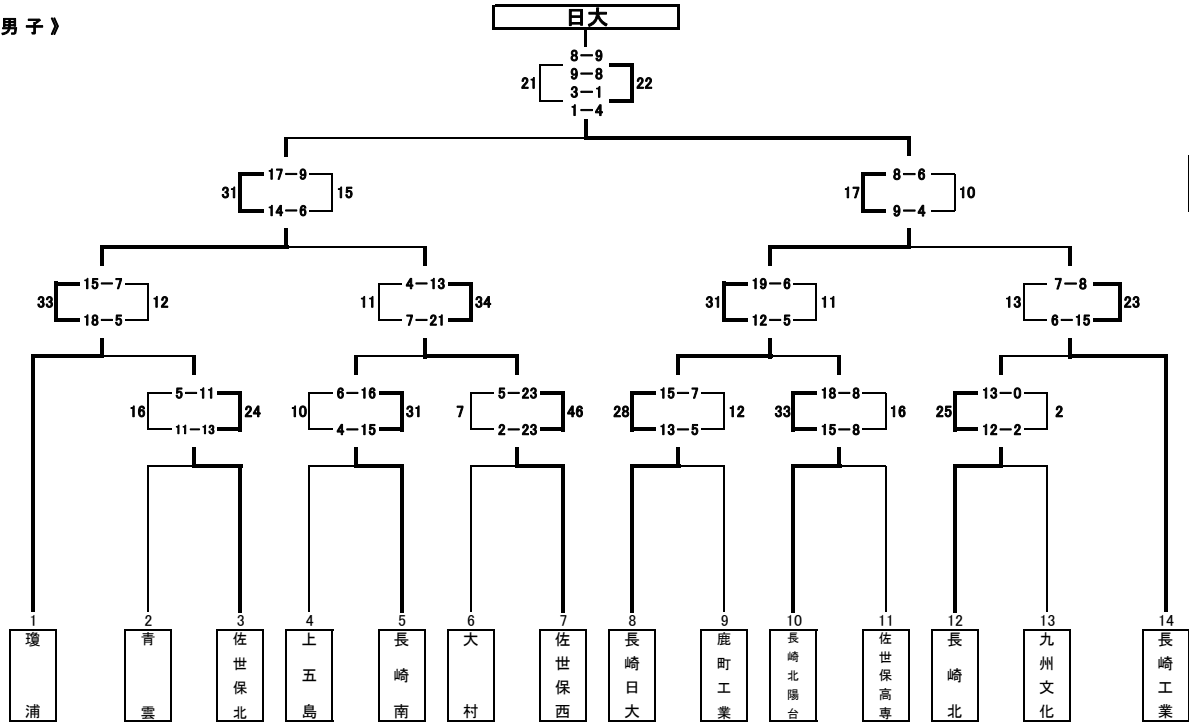 男 子 》
日大
8－9
9－8
21 22
3－1
1－4
17－9 8－6
31 15 17 10
14－6 9－4
15－7 4－13 19－6 7－8
33 12 11 34 31 11 13 23
18－5 7－21 12－5 6－15
5－11 6－16 5－23 15－7 18－8 13－0
16 24 10 31 7 46 28 12 33 16 25 2
11－13 4－15 2－23 13－5 15－8 12－2
1 2 3 4 5 6 7 8 9 10 11 12 13 14
瓊浦
青雲
佐世保北
上五島
長崎南
大村
佐世保西
長崎日大
鹿町工業
長崎北陽台
佐世保高専
長崎北
九州文化
長崎工業